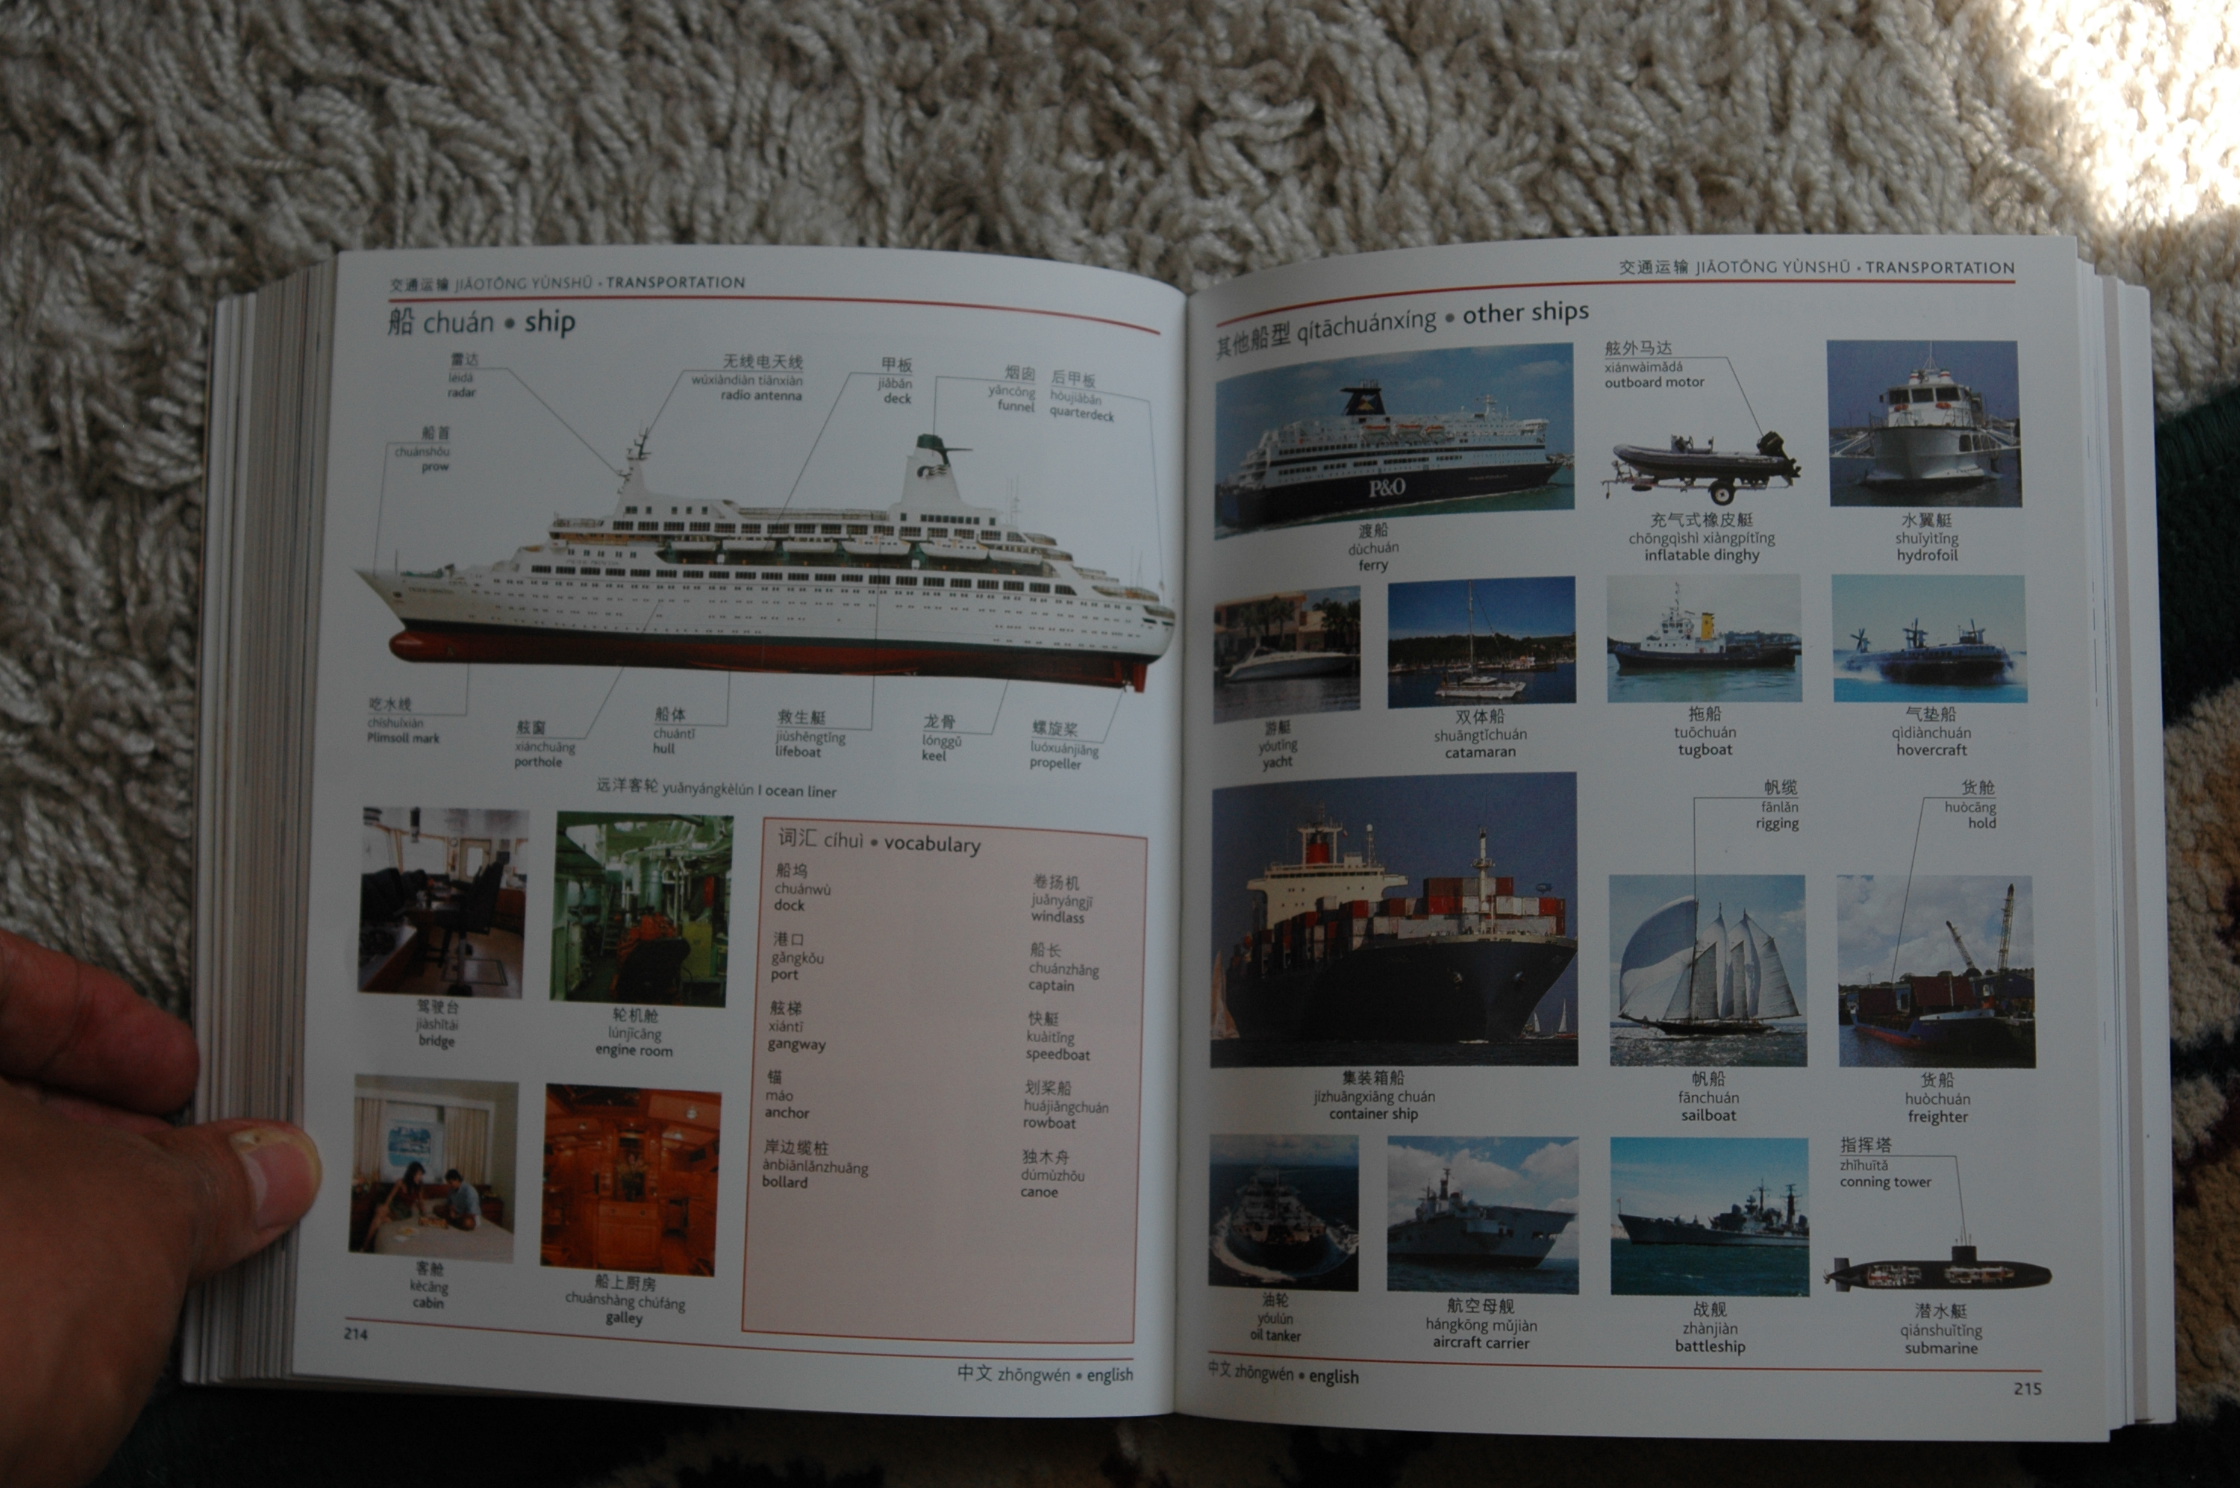 交通运输 JIĀOTŌNG YÙNSHŪ • TRANSPORTATION
船 chuán • ship
雷达
léidá
radar
无线电天线
wúxiàndiàn tiānxiàn
radio antenna
甲板
jiǎbǎn
deck
烟囱
yāncōng
funnel
后甲板
hòujiǎbǎn
quarterdeck
船首
chuánshǒu
prow
吃水线
chīshuǐxiàn
Plimsoll mark
舷窗
xiánchuāng
porthole
船体
chuántǐ
hull
救生艇
jiùshēngtǐng
lifeboat
龙骨
lónggǔ
keel
螺旋桨
luóxuánjiǎng
propeller
远洋客轮 yuǎnyángkèlún | ocean liner
驾驶台
jiàshǐtái
bridge
轮机舱
lúnjīcāng
engine room
客舱
kècāng
cabin
船上厨房
chuánshàng chúfáng
galley
词汇 cíhuì • vocabulary
船坞
chuánwù
dock
港口
gǎngkǒu
port
舷梯
xiántī
gangway
锚
máo
anchor
岸边缆桩
ànbiānlǎnzhuāng
bollard
卷扬机
juǎnyángjī
windlass
船长
chuánzhǎng
captain
快艇
kuàitǐng
speedboat
划桨船
huájiǎngchuán
rowboat
独木舟
dúmùzhōu
canoe
214
中文 zhōngwén • english
交通运输 JIĀOTŌNG YÙNSHŪ • TRANSPORTATION
其他船型 qítāchuánxíng • other ships
P&O
渡船
dùchuán
ferry
舷外马达
xiánwàimǎdá
outboard motor
充气式橡皮艇
chōngqìshì xiàngpítǐng
inflatable dinghy
水翼艇
shuǐyìtǐng
hydrofoil
游艇
yóutǐng
yacht
双体船
shuāngtǐchuán
catamaran
拖船
tuōchuán
tugboat
气垫船
qìdiànchuán
hovercraft
集装箱船
jízhuāngxiāng chuán
container ship
帆缆
fānlǎn
rigging
帆船
fānchuán
sailboat
货舱
huòcāng
hold
货船
huòchuán
freighter
油轮
yóulún
oil tanker
航空母舰
hángkōng mǔjiàn
aircraft carrier
战舰
zhànjiàn
battleship
指挥塔
zhǐhuītǎ
conning tower
潜水艇
qiánshuǐtǐng
submarine
中文 zhōngwén • english
215